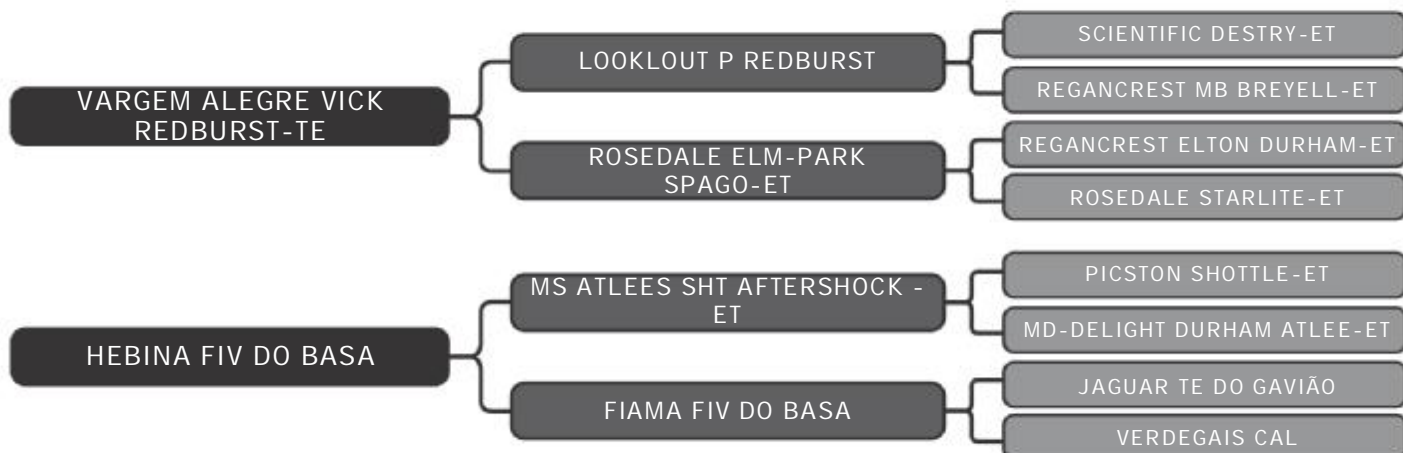 VARGEM ALEGRE VICK
REDBURST-TE
LOOKLOUT P REDBURST
SCIENTIFIC DESTRY-ET
REGANCREST MB BREYELL-ET
ROSEDALE ELM-PARK
SPAGO-ET
REGANCREST ELTON DURHAM-ET
ROSEDALE STARLITE-ET
HEBINA FIV DO BASA
MS ATLEES SHT AFTERSHOCK -
ET
PICSTON SHOTTLE-ET
MD-DELIGHT DURHAM ATLEE-ET
FIAMA FIV DO BASA
JAGUAR TE DO GAVIÃO
VERDEGAIS CAL